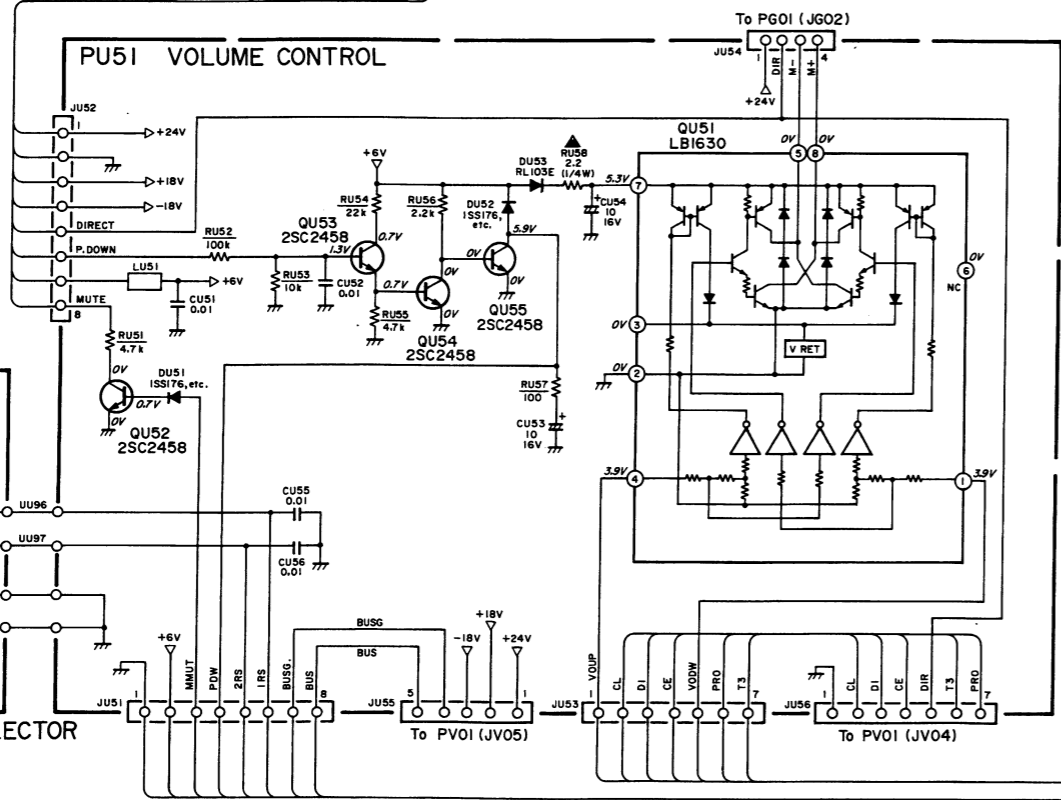 To PG01 (JG02)
PU51 VOLUME CONTROL
JU54
1
DIR
M-
M+
4
+24V
JU52
1
+24V
+18V
-18V
DIRECT
P.DOWN
+6V
MUTE
8
RU52
100k
LU51
CU51
0.01
RU51
4.7k
0V
DU51
1SS176, etc.
0.7V
0V
QU52
2SC2458
RU53
10k
CU52
0.01
+6V
RU54
22k
QU53
2SC2458
0.7V
1.3V
0.7V
RU55
4.7k
RU56
2.2k
0V
0V
QU54
2SC2458
DU52
1SS176,
etc.
5.9V
0V
0V
QU55
2SC2458
DU53
RL103E
RU58
2.2
(1/4W)
5.3V
+
CU54
10
16V
RU57
100
CU53
10
16V
+
QU51
LB1630
0V
0V
5
8
7
6
0V
NC
0V
3
0V
2
V RET
3.9V
4
1
3.9V
UU96
UU97
CU55
0.01
CU56
0.01
+6V
MMUT
PDW
2RS
1RS
BUSG.
BUS
JU51
1
8
BUSG
BUS
-18V
+18V
+24V
JU55
5
1
To PV01 (JV05)
JU53
1
VOUP
CL
DI
CE
VODW
PRO
T3
7
JU56
1
CL
DI
CE
DIR
T3
PRO
7
To PV01 (JV04)
ECTOR